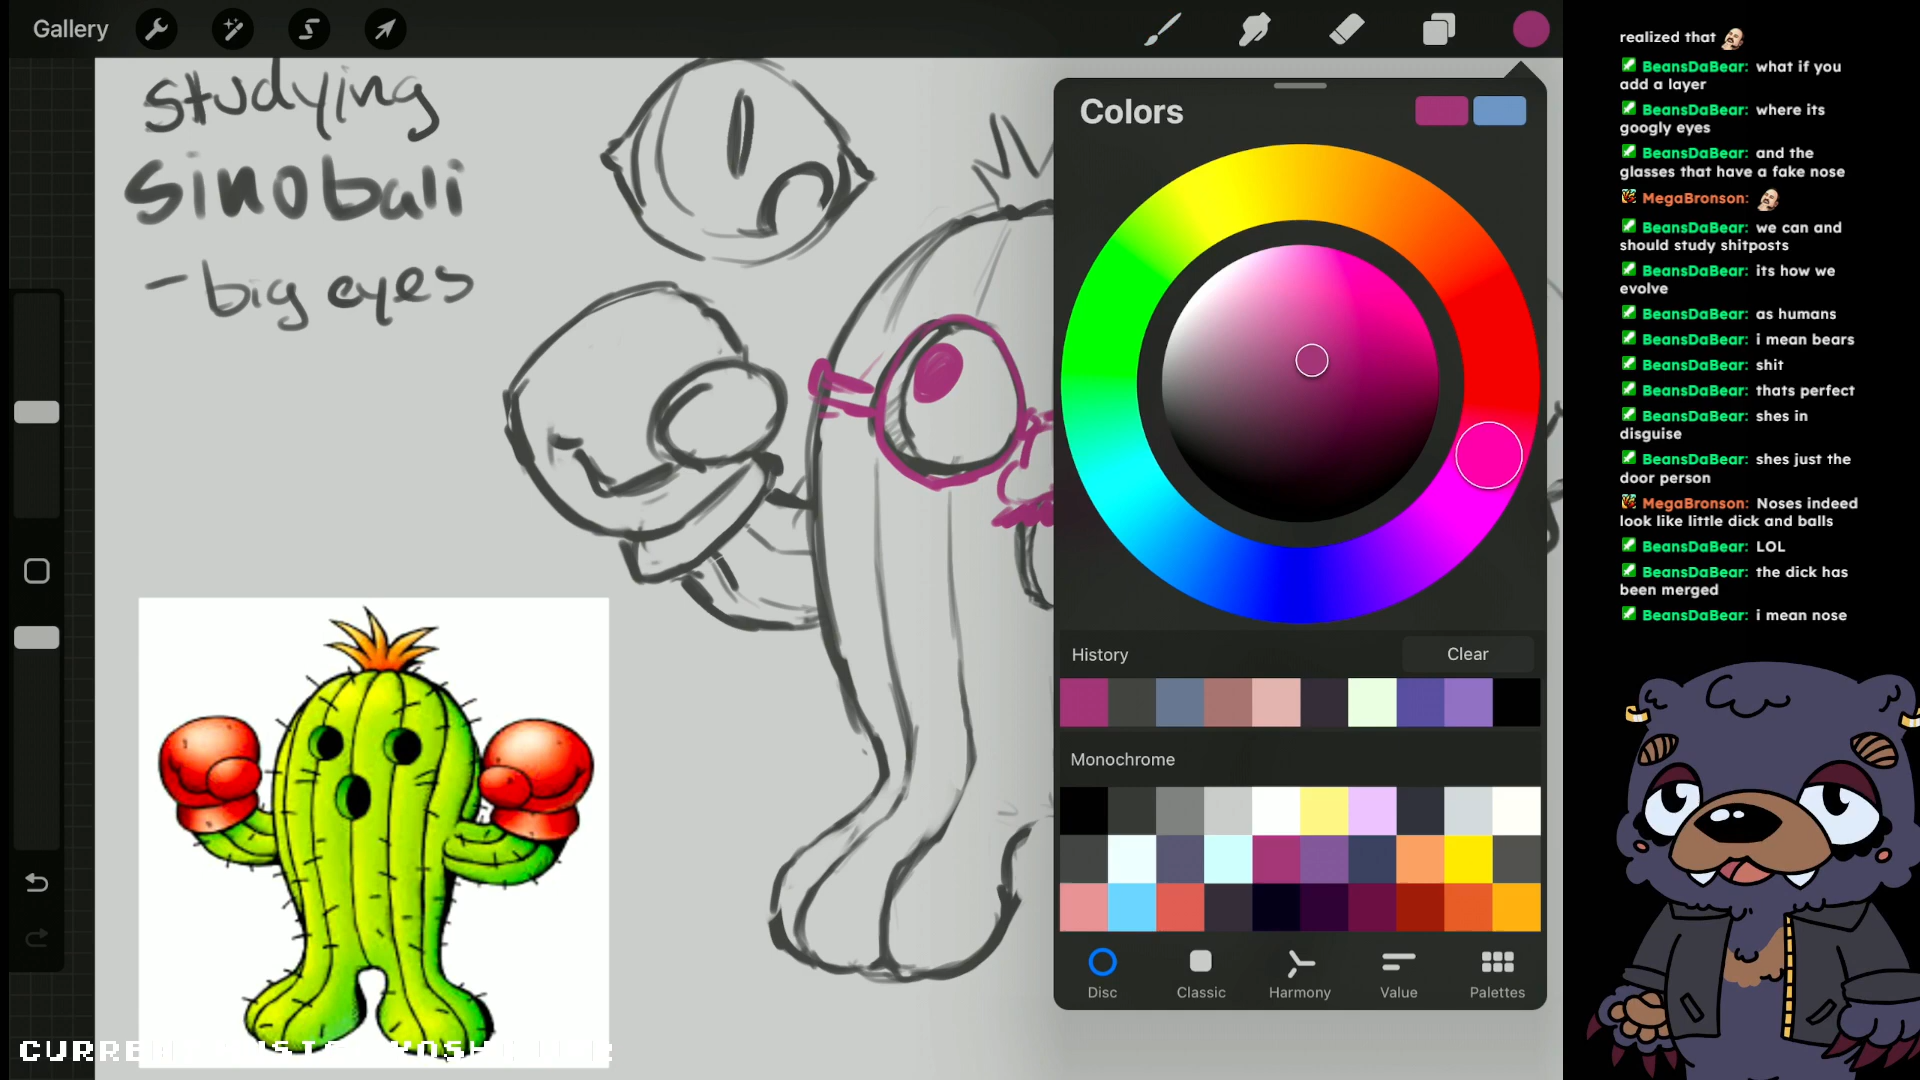 Gallery
studying
sinobali
- big eyes
Colors
History
Clear
Monochrome
Disc
Classic
Harmony
Value
Palettes
realized that
BeansDaBear: what if you
add a layer
BeansDaBear: where its
googly eyes
BeansDaBear: and the
glasses that have a fake nose
MegaBronson:
BeansDaBear: we can and
should study shitposts
BeansDaBear: its how we
evolve
BeansDaBear: as humans
BeansDaBear: i mean bears
BeansDaBear: shit
BeansDaBear: thats perfect
BeansDaBear: shes in
disguise
BeansDaBear: shes just the
door person
MegaBronson: Noses indeed
look like little dick and balls
BeansDaBear: LOL
BeansDaBear: the dick has
been merged
BeansDaBear: i mean nose